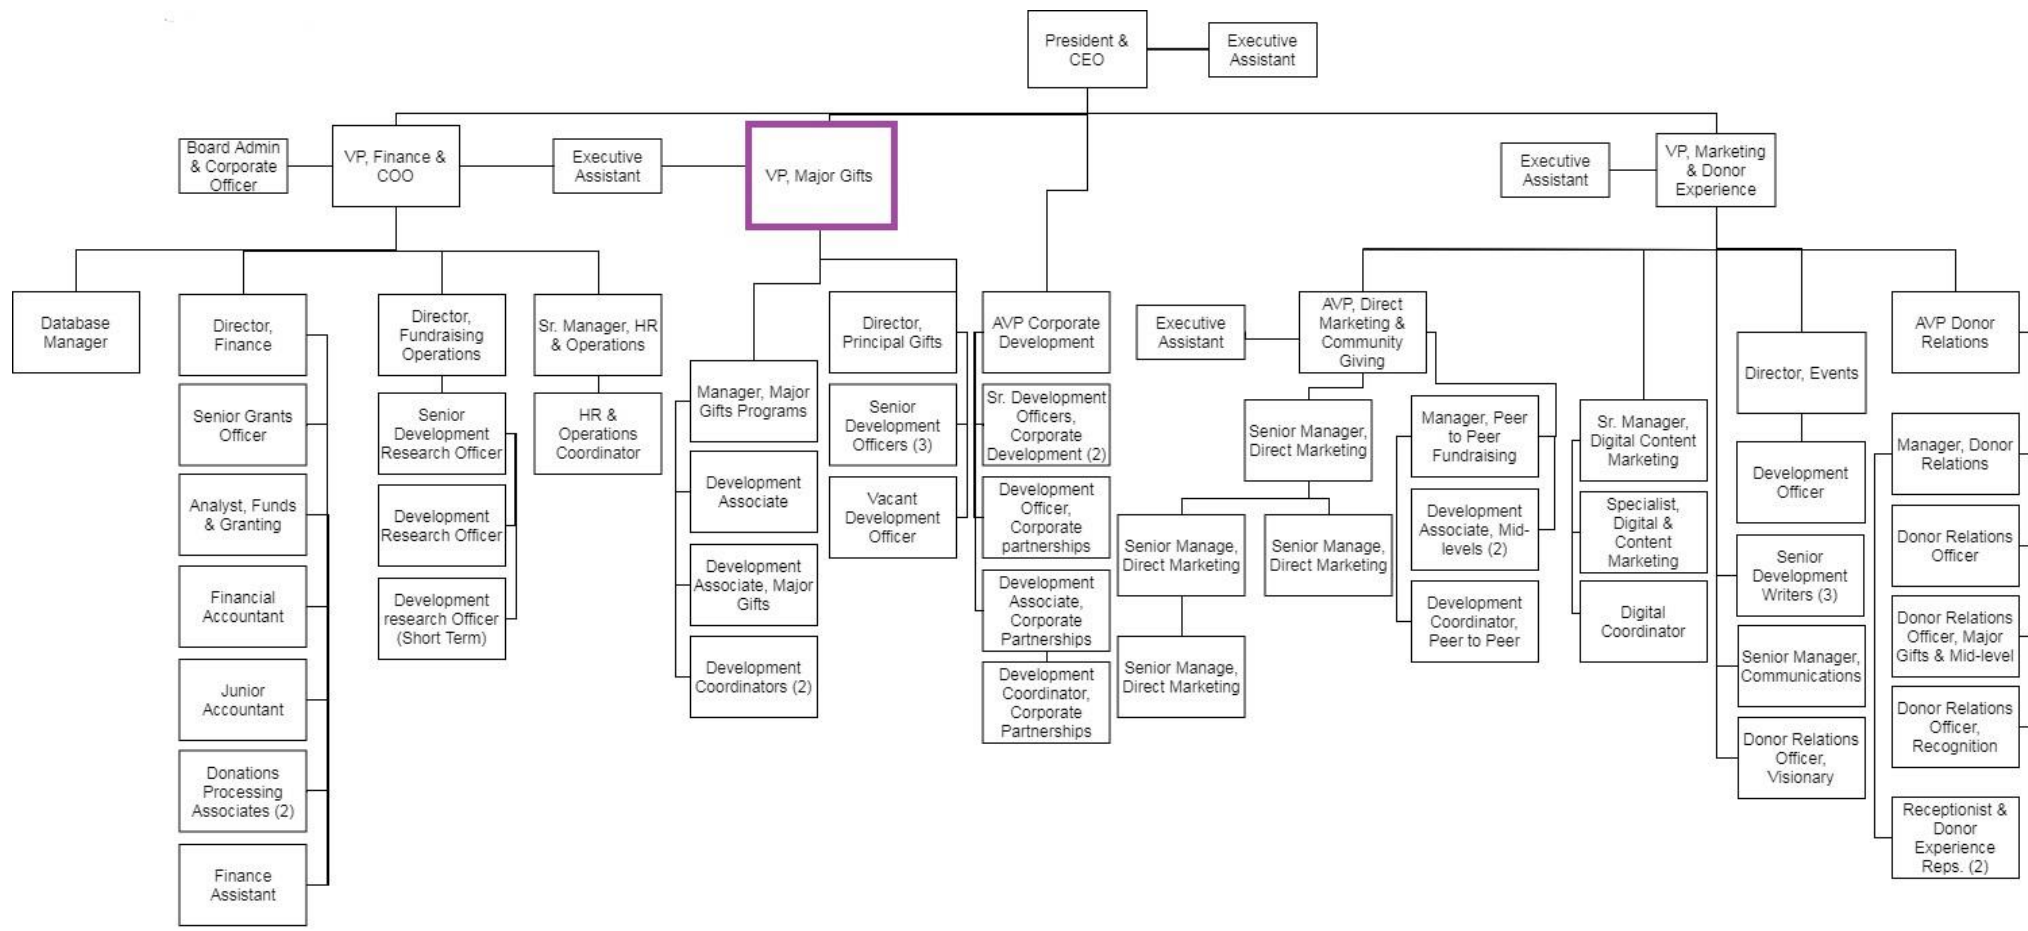 President &
CEO
Executive
Assistant
Board Admin
& Corporate
Officer
VP, Finance &
COO
Executive
Assistant
VP, Major Gifts
Executive
Assistant
VP, Marketing
& Donor
Experience
Database
Manager
Director,
Finance
Senior Grants
Officer
Analyst, Funds
& Granting
Financial
Accountant
Junior
Accountant
Donations
Processing
Associates (2)
Finance
Assistant
Director,
Fundraising
Operations
Senior
Development
Research Officer
Development
Research Officer
Development
research Officer
(Short Term)
Sr. Manager, HR
& Operations
HR &
Operations
Coordinator
Manager, Major
Gifts Programs
Development
Associate
Development
Associate, Major
Gifts
Development
Coordinators (2)
Director,
Principal Gifts
Senior
Development
Officers (3)
Vacant
Development
Officer
AVP Corporate
Development
Sr. Development
Officers,
Corporate
Development (2)
Development
Officer,
Corporate
partnerships
Development
Associate,
Corporate
Partnerships
Development
Coordinator,
Corporate
Partnerships
Executive
Assistant
AVP, Direct
Marketing &
Community
Giving
Senior Manager,
Direct Marketing
Senior Manage,
Direct Marketing
Senior Manage,
Direct Marketing
Senior Manage,
Direct Marketing
Manager, Peer
to Peer
Fundraising
Development
Associate, Mid-
levels (2)
Development
Coordinator,
Peer to Peer
Sr. Manager,
Digital Content
Marketing
Specialist,
Digital &
Content
Marketing
Digital
Coordinator
Director, Events
Development
Officer
Senior
Development
Writers (3)
Senior Manager,
Communications
Donor Relations
Officer,
Visionary
AVP Donor
Relations
Manager, Donor
Relations
Donor Relations
Officer
Donor Relations
Officer, Major
Gifts & Mid-level
Donor Relations
Officer,
Recognition
Receptionist &
Donor
Experience
Reps. (2)